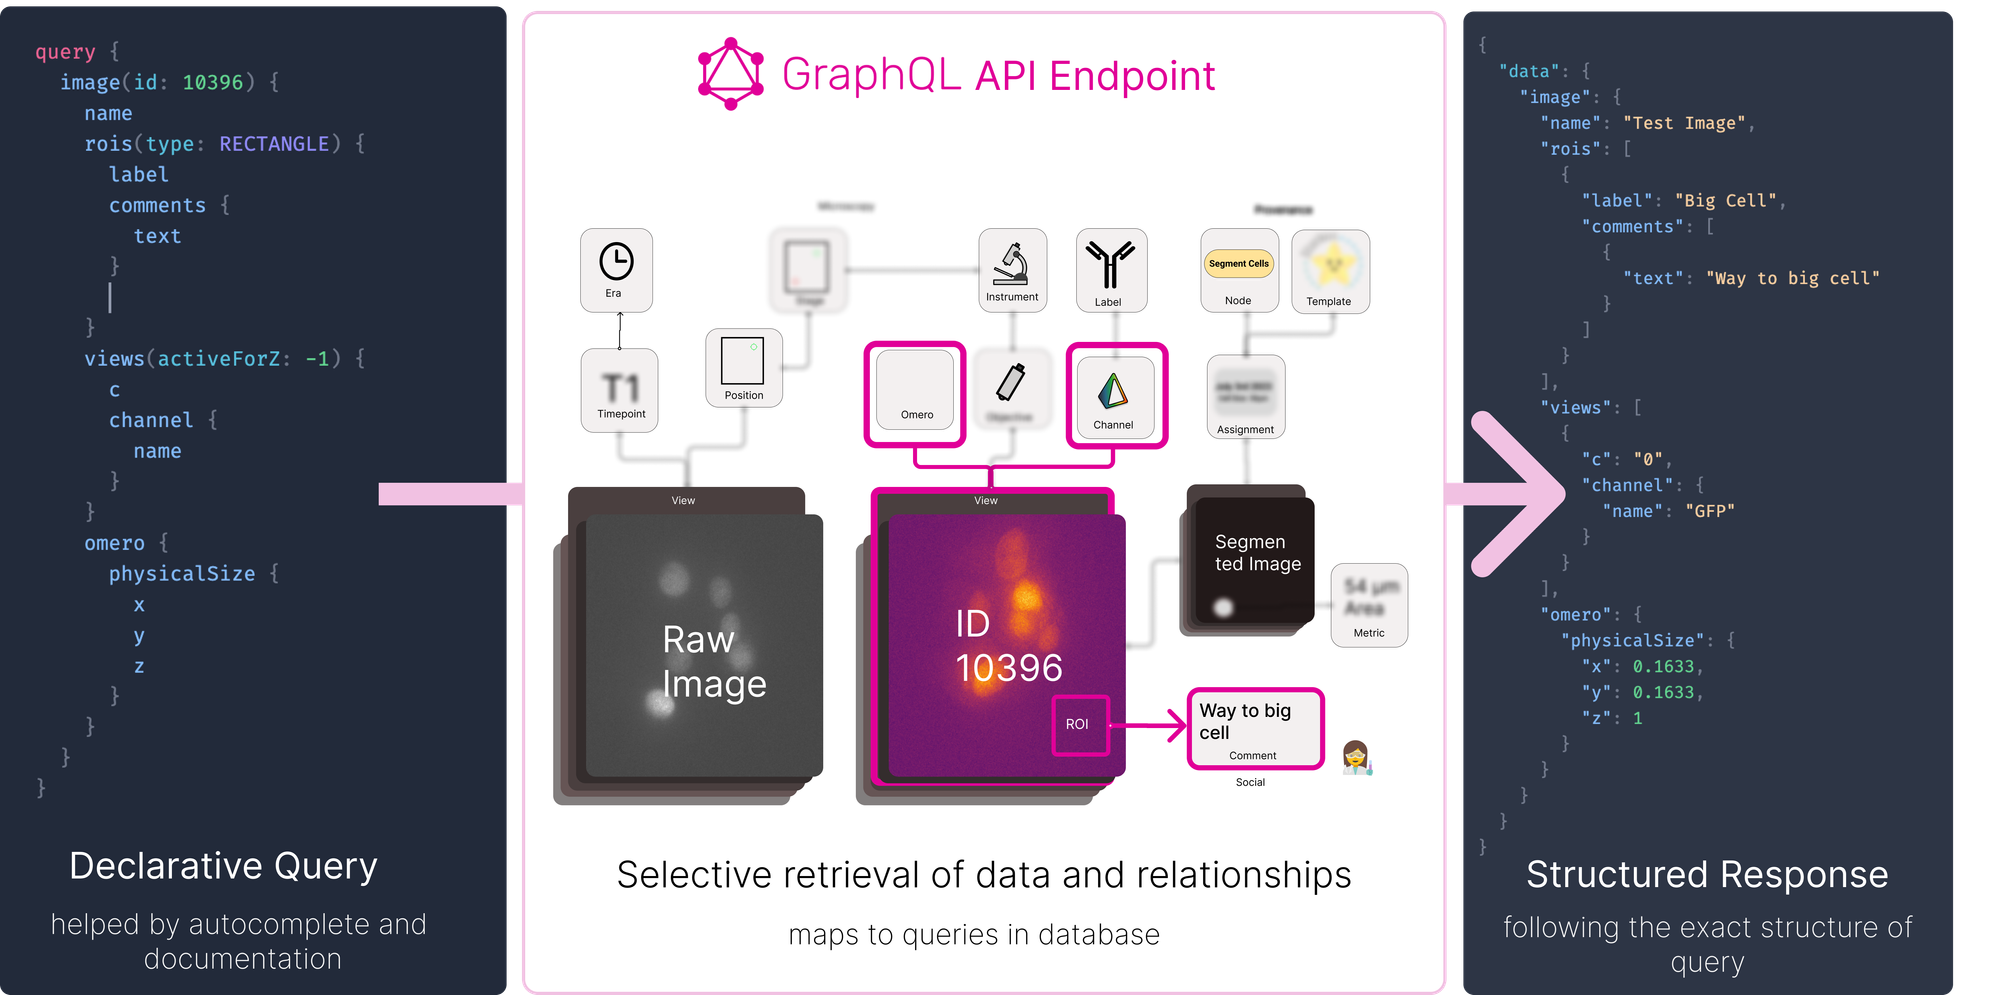 query {
image(id: 10396) {
name
rois(type: RECTANGLE) {
label
comments {
text
}
}
views(activeForZ: -1) {
c
channel {
name
}
}
omero {
physicalSize {
x
y
z
}
}
}
}
Declarative Query
helped by autocomplete and
documentation
GraphQL API Endpoint
Microscopy
Provenance
Era
Stage
Instrument
Label
Segment Cells
Node
Template
T1
Timepoint
Position
Omero
Objective
Channel
Assignment
View
Raw
Image
View
ID
10396
ROI
Segmen
ted Image
54 µm
Area
Metric
Way to big
cell
Comment
Social
Selective retrieval of data and relationships
maps to queries in database
{
"data": {
"image": {
"name": "Test Image",
"rois": [
{
"label": "Big Cell",
"comments": [
{
"text": "Way to big cell"
}
]
}
],
"views": [
{
"c": "0",
"channel": {
"name": "GFP"
}
}
],
"omero": {
"physicalSize": {
"x": 0.1633,
"y": 0.1633,
"z": 1
}
}
}
}
}
Structured Response
following the exact structure of
query